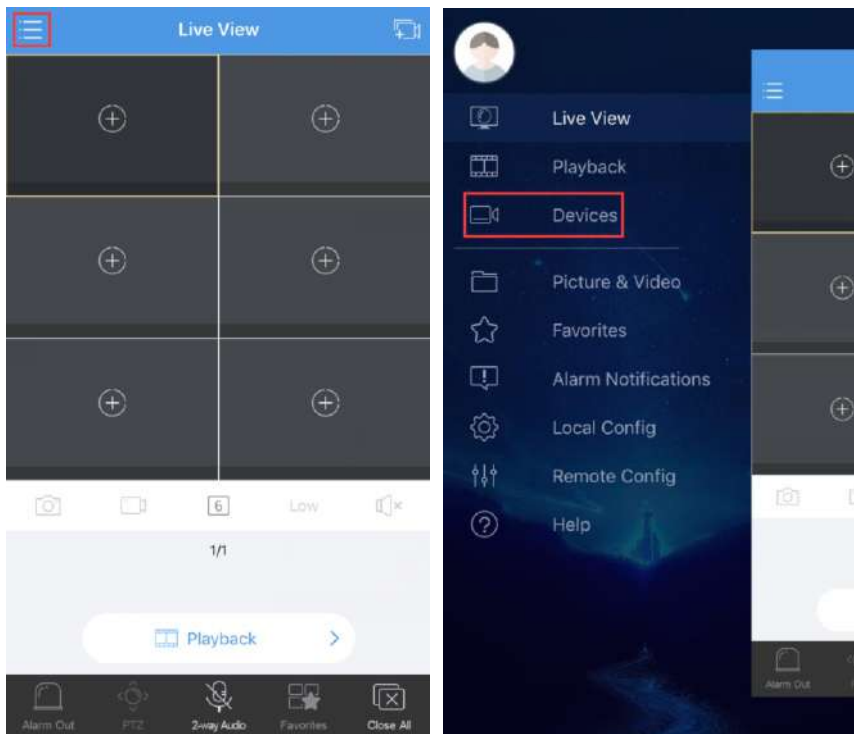 Live View
6
Low
1/1
Playback
Alarm Out
PTZ
2-way Audio
Favorites
Close All
Live View
Playback
Devices
Picture & Video
Favorites
Alarm Notifications
Local Config
Remote Config
Help
Alarm Out